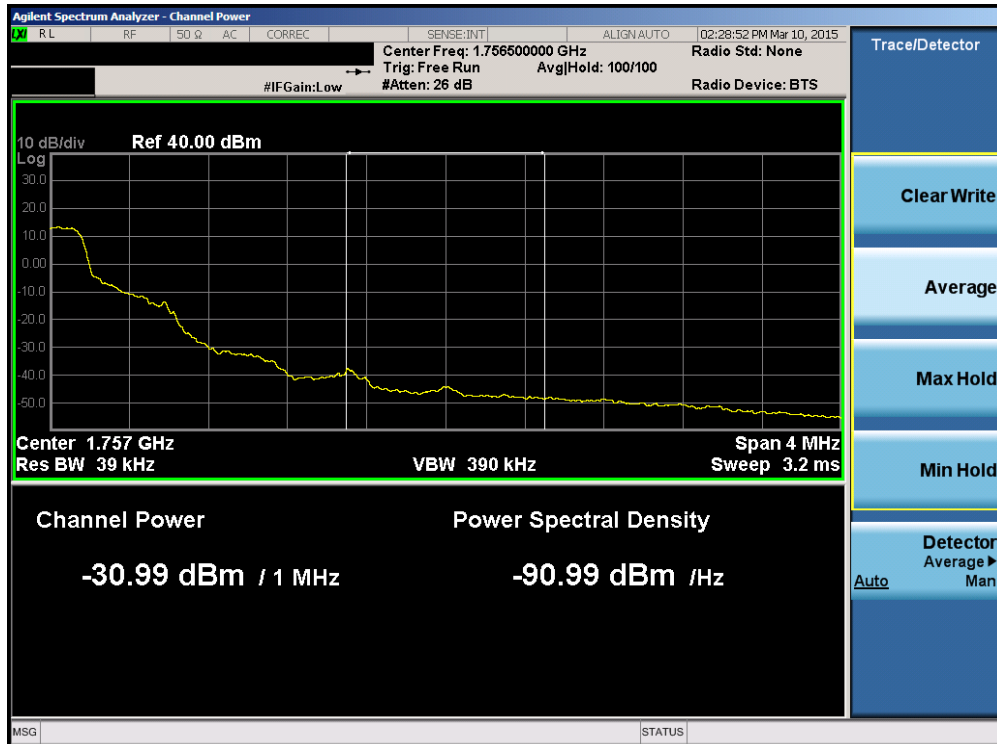 Agilent Spectrum Analyzer - Channel Power
LXI RL RF 50 Ω AC CORREC SENSE:INT ALIGN AUTO 02:28:52 PM Mar 10, 2015
Center Freq: 1.756500000 GHz Radio Std: None
Trig: Free Run Avg|Hold: 100/100
#IFGain:Low #Atten: 26 dB Radio Device: BTS
10 dB/div Ref 40.00 dBm
Log
30.0
20.0
10.0
0.00
-10.0
-20.0
-30.0
-40.0
-50.0
Center 1.757 GHz Span 4 MHz
Res BW 39 kHz VBW 390 kHz Sweep 3.2 ms
Channel Power Power Spectral Density
-30.99 dBm / 1 MHz -90.99 dBm /Hz
Trace/Detector
Clear Write
Average
Max Hold
Min Hold
Detector
Average
Auto Man
MSG STATUS